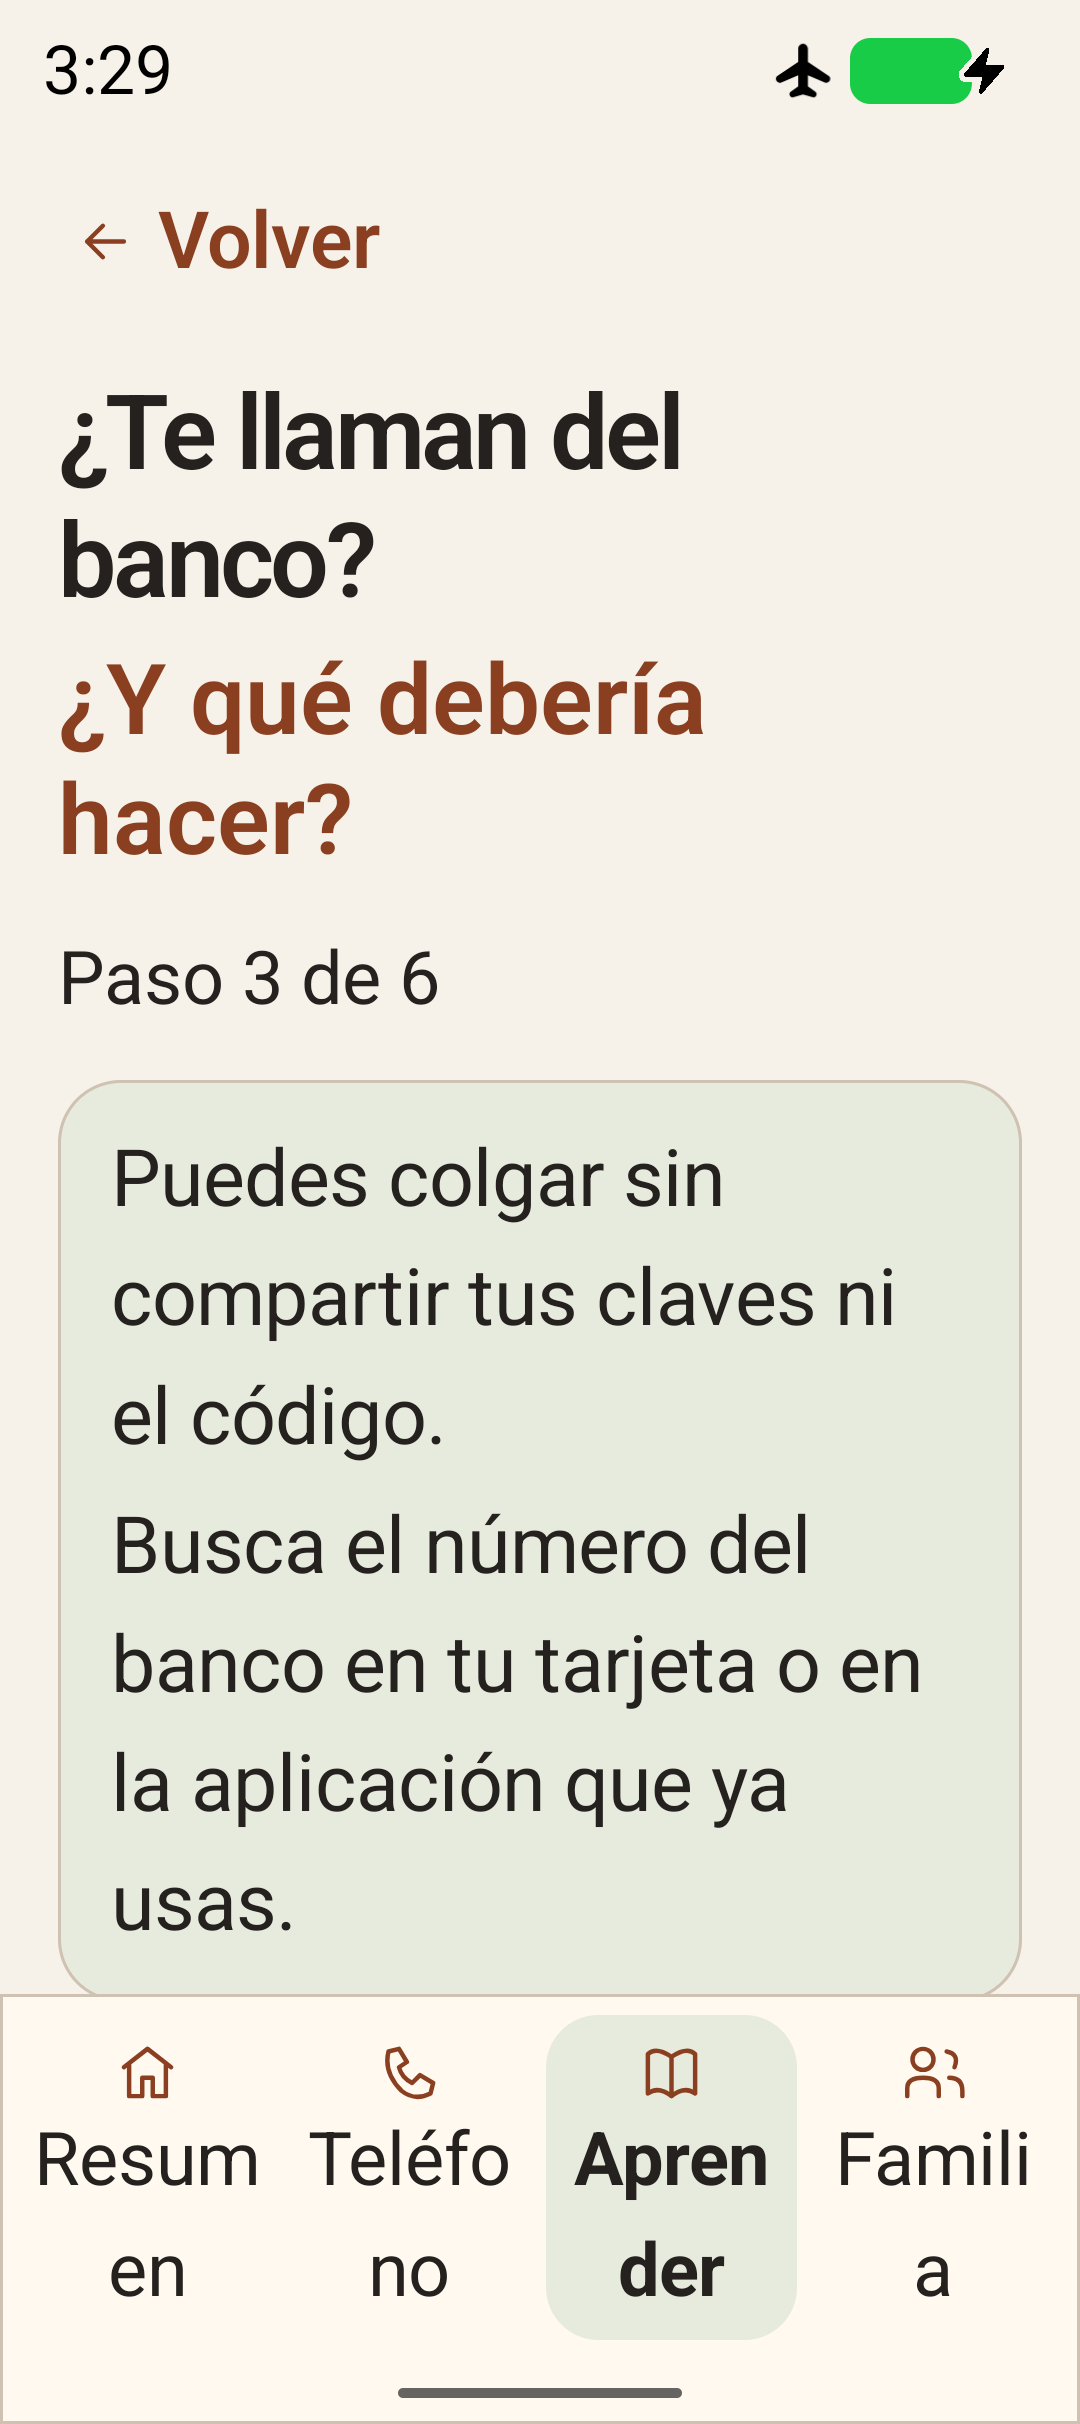 3:29
Volver
¿Te llaman del
banco?
¿Y qué debería
hacer?
Paso 3 de 6
Puedes colgar sin
compartir tus claves ni
el código.
Busca el número del
banco en tu tarjeta o en
la aplicación que ya
usas.
Resum
en
Teléfo
no
Apren
der
Famili
a